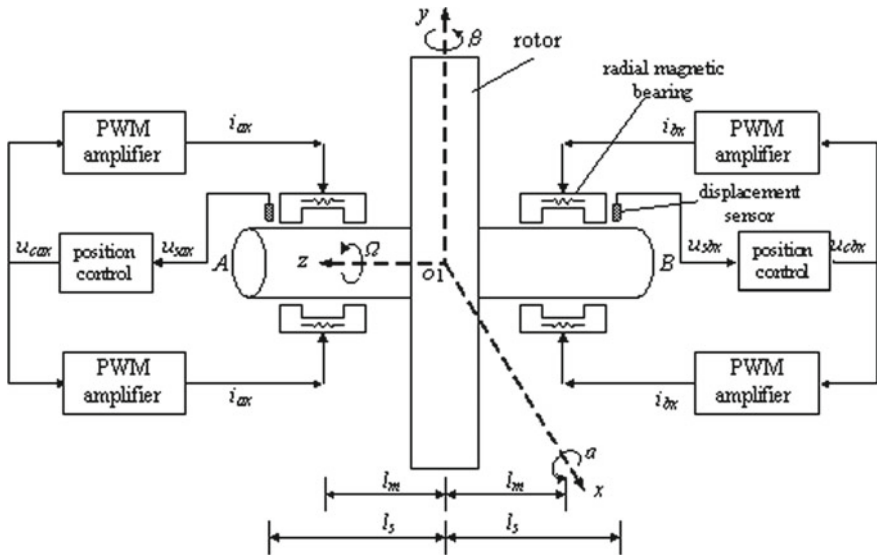 y
β
rotor
radial magnetic
bearing
PWM
amplifier
i_ax
i_bx
PWM
amplifier
displacement
sensor
u_cax
position
control
u_sax
A
z
Ω
o1
B
u_sbx
position
control
u_cbx
PWM
amplifier
i_ax
i_bx
PWM
amplifier
a
x
l_m
l_m
l_s
l_s